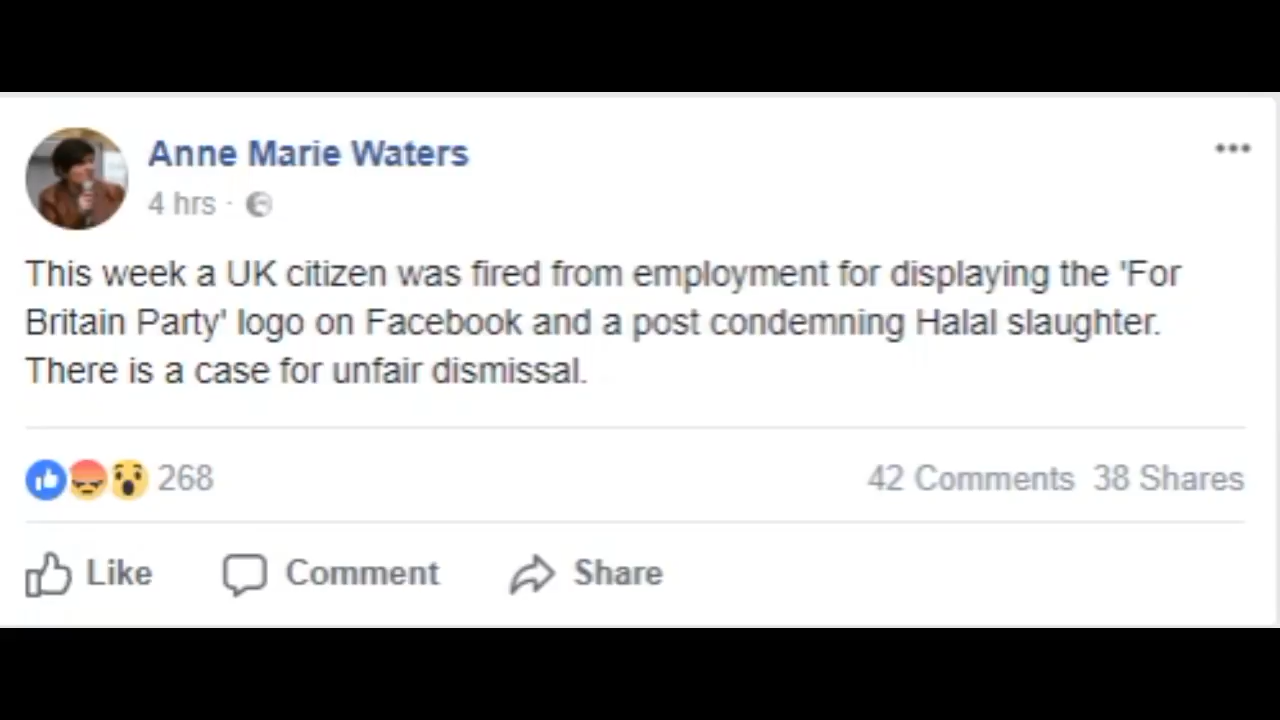 Anne Marie Waters
4 hrs ·
This week a UK citizen was fired from employment for displaying the 'For
Britain Party' logo on Facebook and a post condemning Halal slaughter.
There is a case for unfair dismissal.
268 42 Comments 38 Shares
Like Comment Share